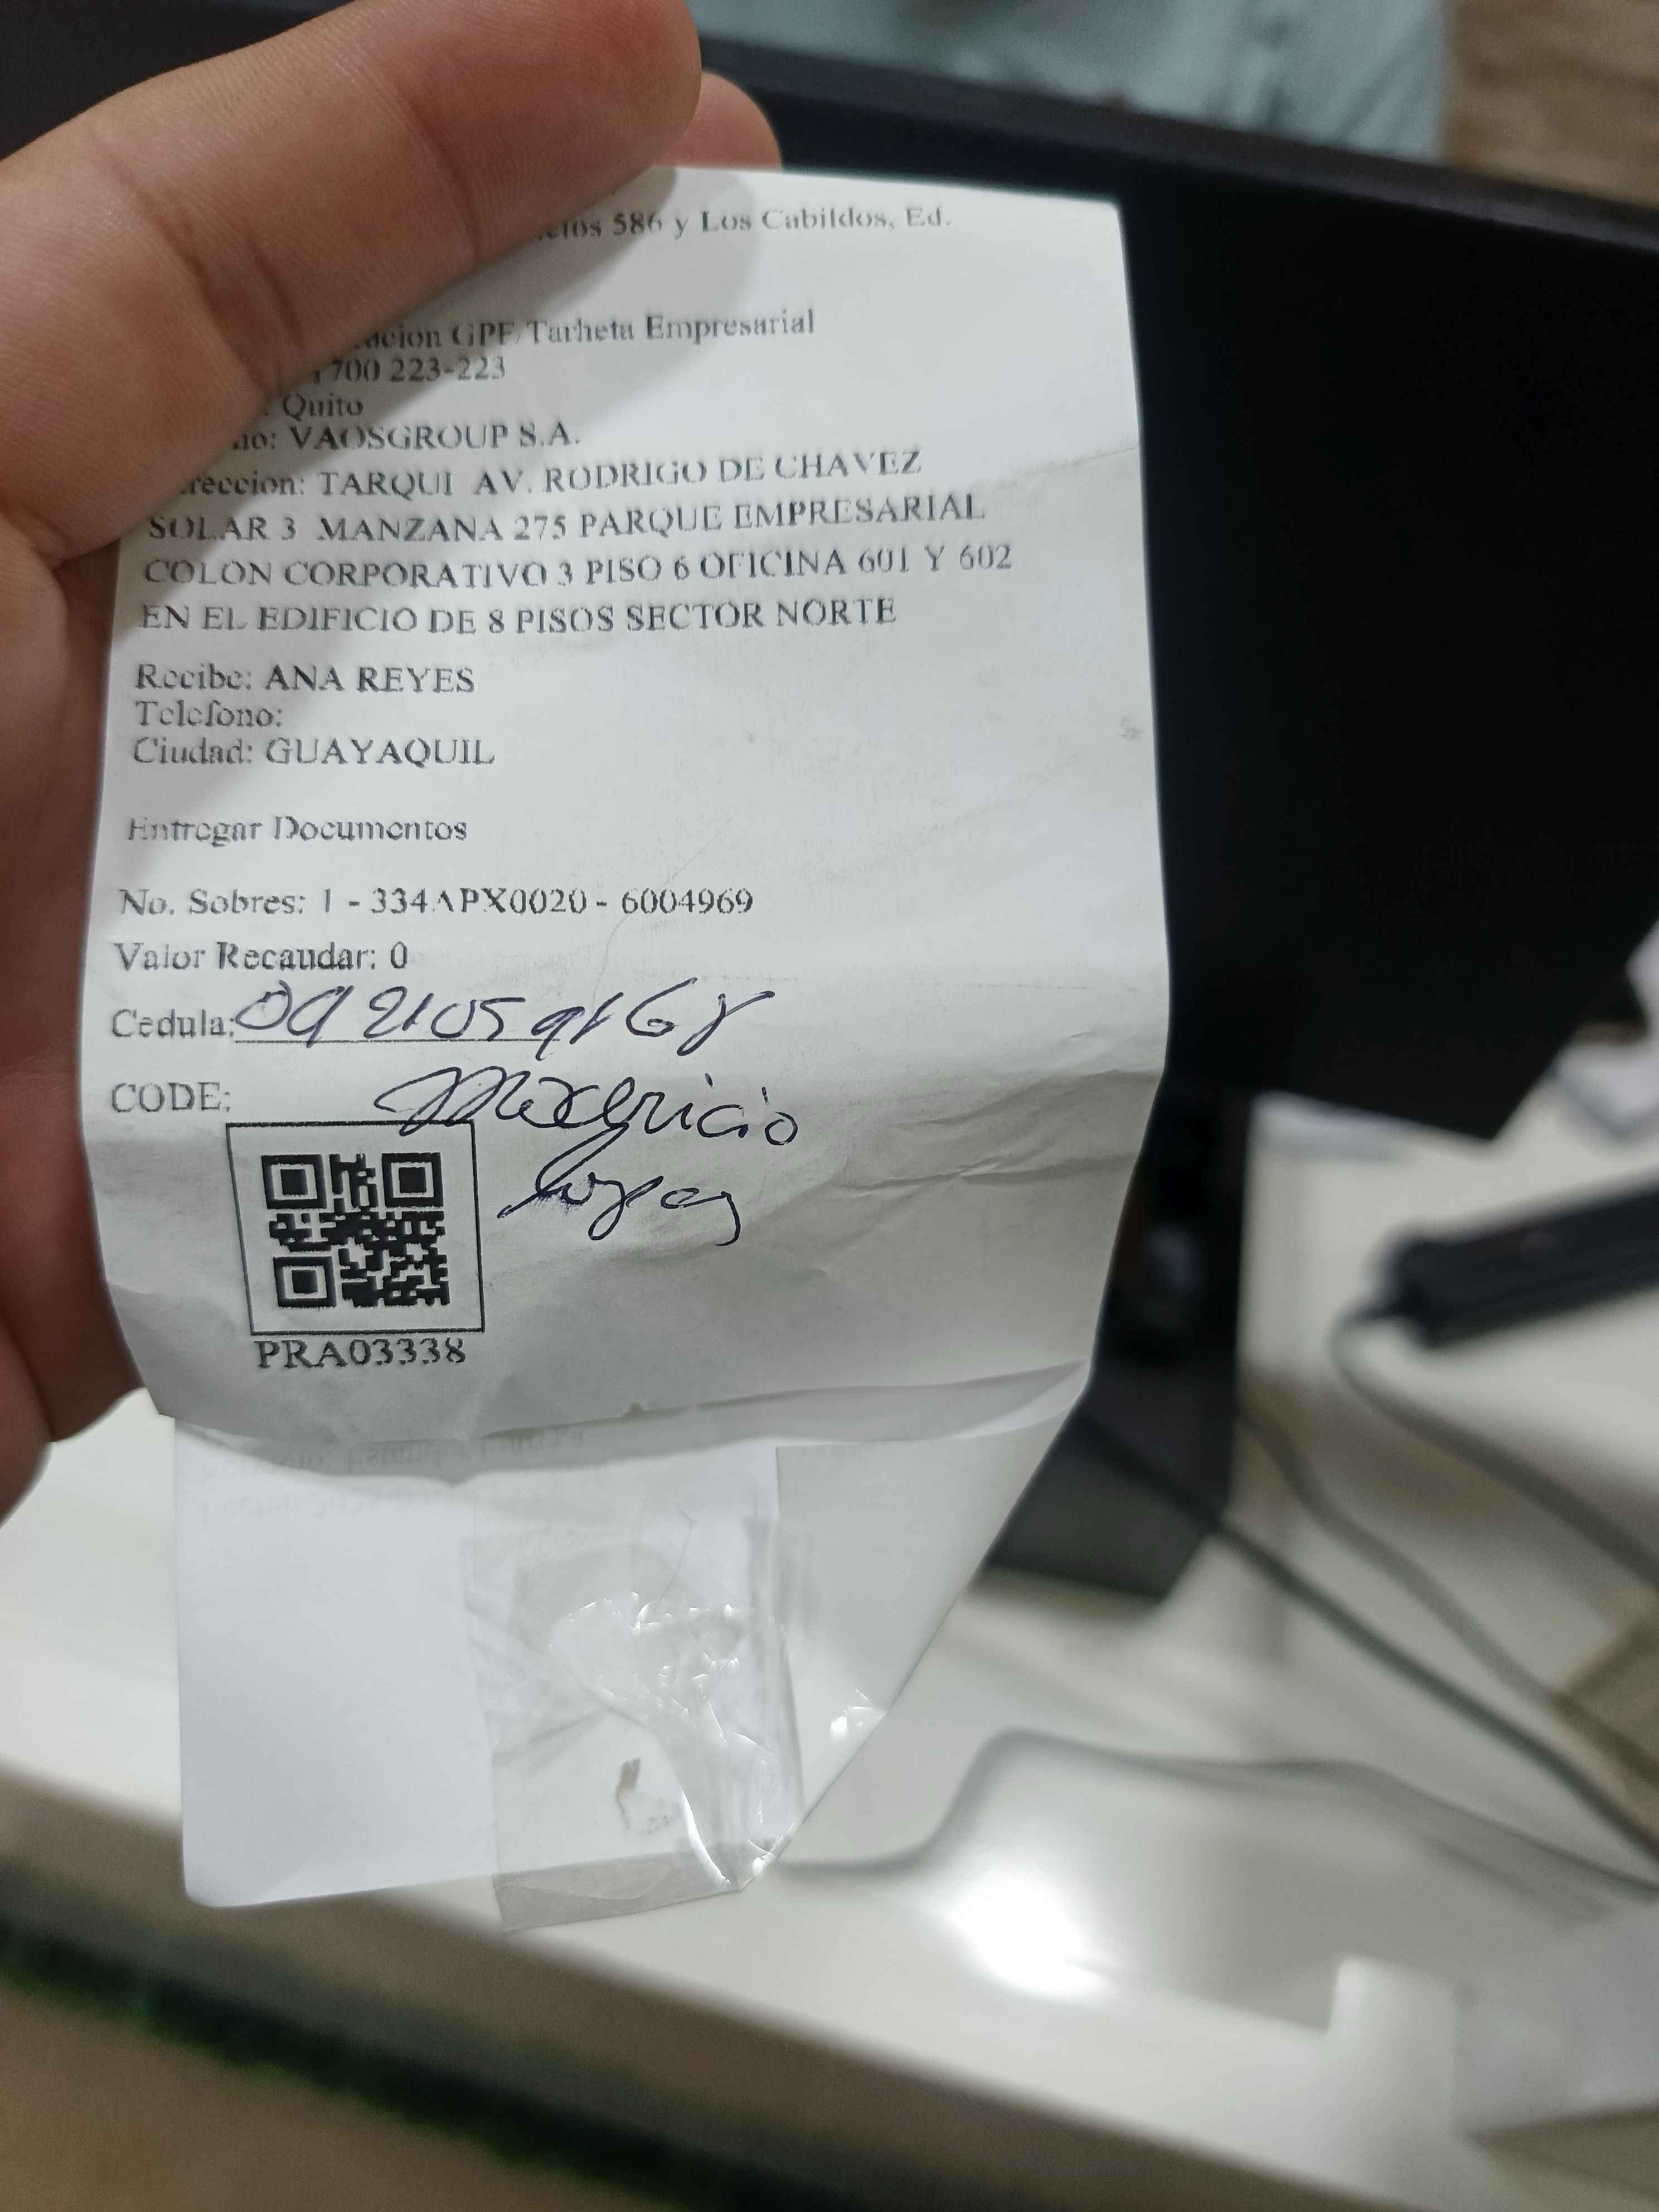 586 y Los Cabildos, Ed.
GPF/Tarheta Empresarial
700 223-223
Quito
VAOSGROUP S.A.
TARQUI AV. RODRIGO DE CHAVEZ
SOLAR 3 MANZANA 275 PARQUE EMPRESARIAL
COLON CORPORATIVO 3 PISO 6 OFICINA 601 Y 602
EN EL EDIFICIO DE 8 PISOS SECTOR NORTE
Recibe: ANA REYES
Telefono:
Ciudad: GUAYAQUIL
Entregar Documentos
No. Sobres: 1 - 334APX0020 - 6004969
Valor Recaudar: 0
Cedula:
CODE: Mauricio
Lopez
PRA03338